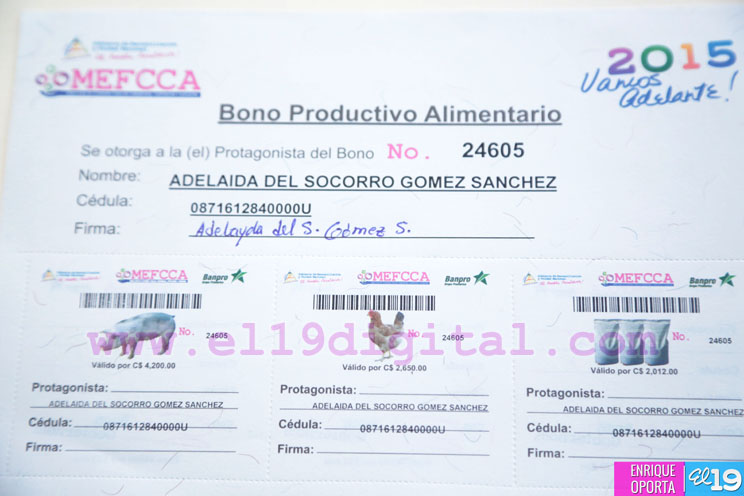 MEFCCA
2015
Vamos
adelante!
Bono Productivo Alimentario
Se otorga a la (el) Protagonista del Bono No. 24605
Nombre: ADELAIDA DEL SOCORRO GOMEZ SANCHEZ
Cédula: 0871612840000U
Firma: Adelayda del S. Gómez S.
MEFCCA Banpro
No. 24605
Válido por C$ 4,200.00
Protagonista:
ADELAIDA DEL SOCORRO GOMEZ SANCHEZ
Cédula: 0871612840000U
Firma:
MEFCCA Banpro
No. 24605
Válido por C$ 2,650.00
Protagonista:
ADELAIDA DEL SOCORRO GOMEZ SANCHEZ
Cédula: 0871612840000U
Firma:
MEFCCA Banpro
No. 24605
Válido por C$ 2,012.00
Protagonista:
ADELAIDA DEL SOCORRO GOMEZ SANCHEZ
Cédula: 0871612840000U
Firma:
www.el19digital.com
ENRIQUE
OPORTA
El 19